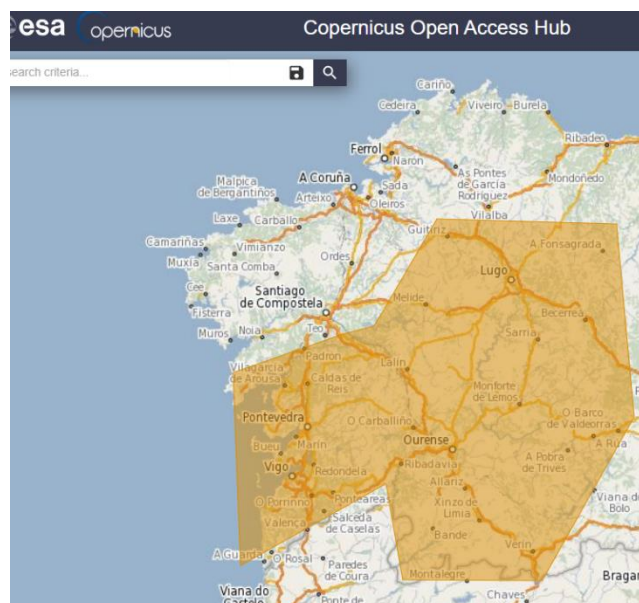 esa
opernicus
Copernicus Open Access Hub
search criteria...
Cariño
Cedeira
Viveiro
Burela
Ribadeo
Ferrol
Naron
As Pontes
de García
Rodríguez
Mondoñedo
A Coruña
Sada
Oleiros
Arteixo
Malpica
de Bergantiños
Laxe
Carballo
Vilalba
Guitiriz
A Fonsagrada
Camariñas
Vimianzo
Muxía
Santa Comba
Ordes
Lugo
Cee
Fisterra
Santiago
de Compostela
Melide
Becerreá
Muros
Noia
Teo
Sarria
Padrón
Vilagarcía
de Arousa
Caldas de
Reis
Lalín
Monforte
de Lemos
O Barco
de Valdeorras
Pontevedra
O Carballiño
Ourense
A Rúa
Bueu
Marín
Vigo
Redondela
Ribadavia
A Pobra
de Trives
Allariz
Viana do
Bolo
O Porriño
Ponteareas
Xinzo de
Limia
Valença
Salceda
de Caselas
Bande
Verín
A Guarda
O Rosal
Paredes
de Coura
Montalegre
Bragan
Viana do
Castelo
Ponte de
Chaves